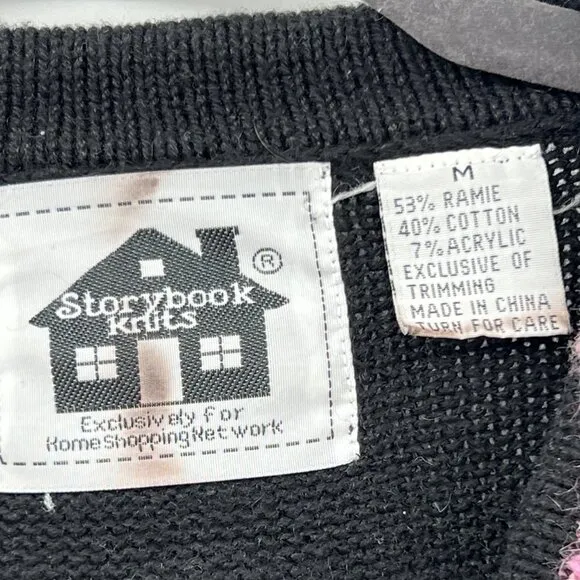 Storybook
Knits
®
Exclusively for
HomeShoppingNetwork
M
53% RAMIE
40% COTTON
7% ACRYLIC
EXCLUSIVE OF
TRIMMING
MADE IN CHINA
TURN FOR CARE